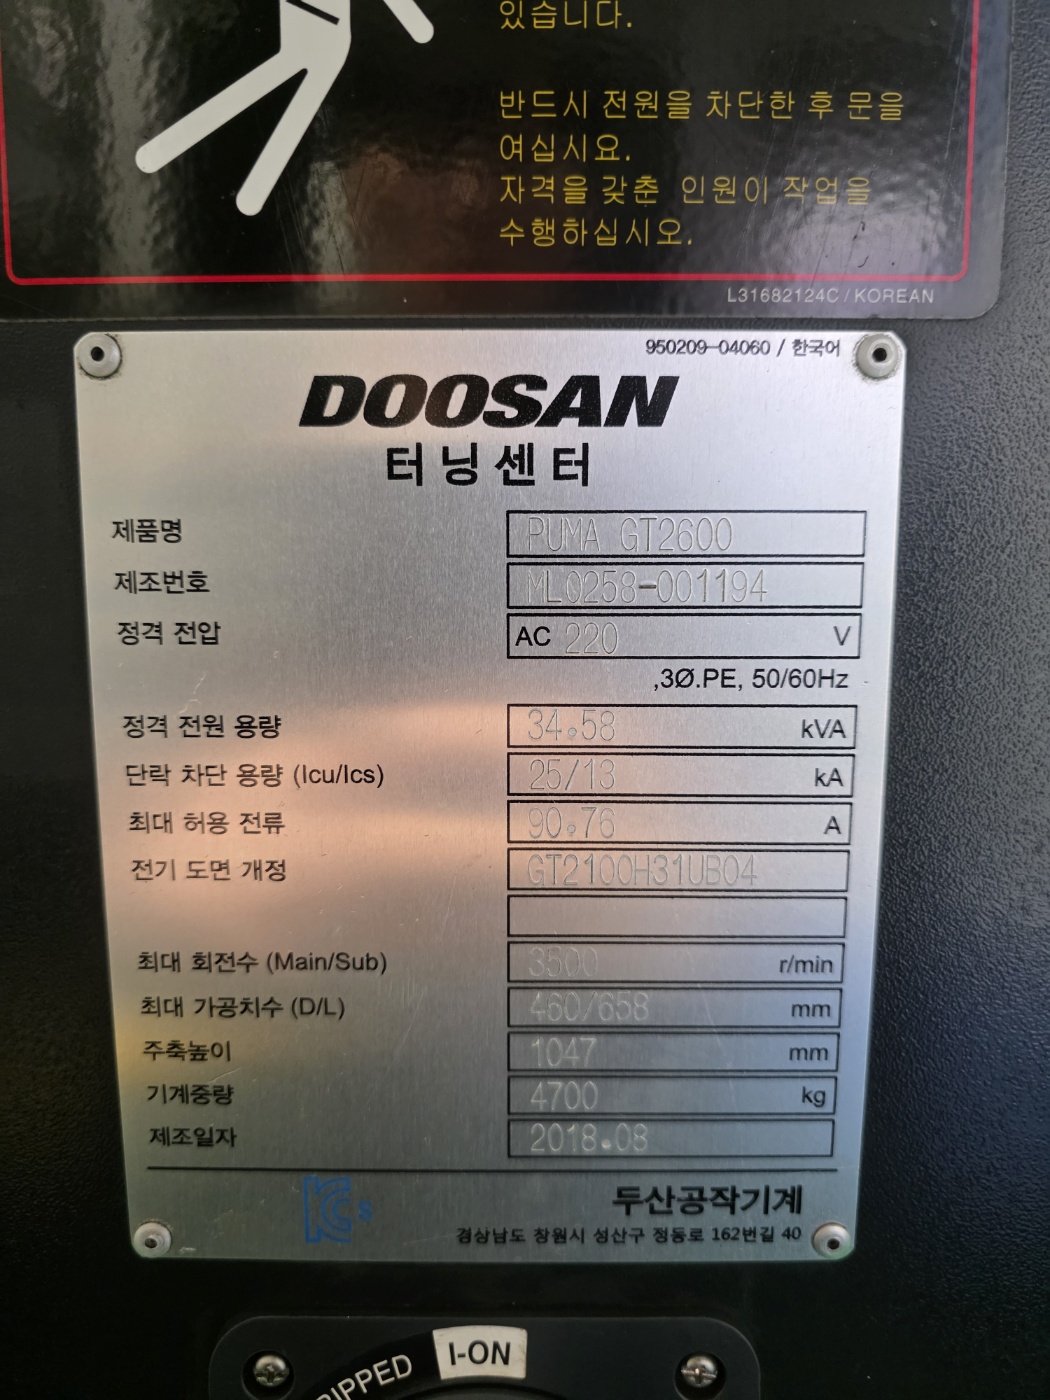 있습니다.
반드시 전원을 차단한 후 문을
여십시요.
자격을 갖춘 인원이 작업을
수행하십시오.
L31682124C / KOREAN
950209-04060 / 한국어
DOOSAN
터닝센터
제품명 PUMA GT2600
제조번호 ML0258-001194
정격 전압 AC 220 V
,3Ø.PE, 50/60Hz
정격 전원 용량 34.58 kVA
단락 차단 용량 (Icu/Ics) 25/13 kA
최대 허용 전류 90.76 A
전기 도면 개정 GT2100H31UB04
최대 회전수 (Main/Sub) 3500 r/min
최대 가공치수 (D/L) 460/658 mm
주축높이 1047 mm
기계중량 4700 kg
제조일자 2018.08
KCs 두산공작기계
경상남도 창원시 성산구 정동로 162번길 40
I-ON